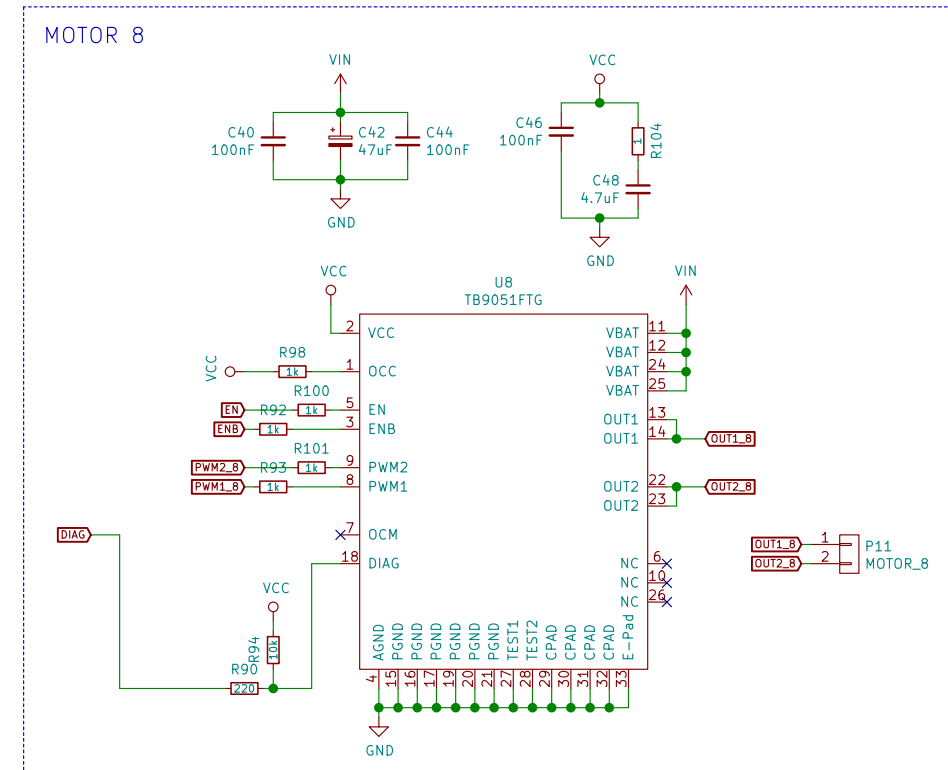 MOTOR 8
VIN
VCC
C40
100nF
+
C42
47uF
C44
100nF
C46
100nF
1
R104
C48
4.7uF
GND
GND
VCC
U8
TB9051FTG
VIN
2 VCC
VBAT 11
VBAT 12
VCC
R98
1k
1 OCC
VBAT 24
VBAT 25
EN
R100
1k
5 EN
OUT1 13
ENB
R92
1k
3 ENB
OUT1 14
OUT1_8
PWM2_8
R101
1k
9 PWM2
PWM1_8
R93
1k
8 PWM1
OUT2 22
OUT2_8
OUT2 23
DIAG
7 OCM
18 DIAG
NC 6
NC 10
NC 26
OUT1_8
1
P11
OUT2_8
2
MOTOR_8
VCC
R94
10k
R90
220
AGND
PGND
PGND
PGND
PGND
PGND
PGND
TEST1
TEST2
CPAD
CPAD
CPAD
CPAD
E-Pad
4
15
16
17
19
20
21
27
28
29
30
31
32
33
GND